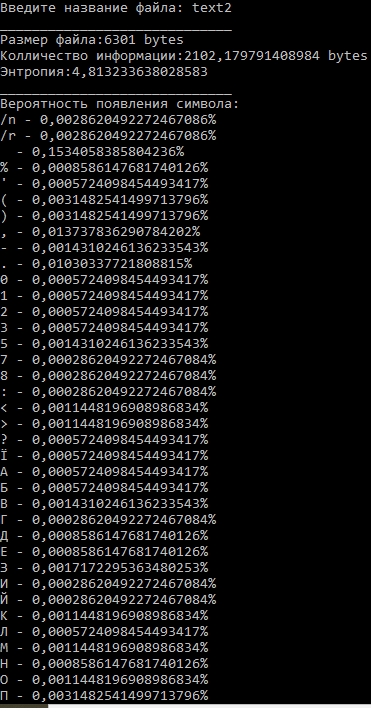 Введите название файла: text2
_____________________________
Размер файла:6301 bytes
Колличество информации:2102,179791408984 bytes
Энтропия:4,813233638028583
_____________________________
Вероятность появления символа:
/n - 0,0028620492272467086%
/r - 0,0028620492272467086%
  - 0,1534058385804236%
% - 0,0008586147681740126%
' - 0,0005724098454493417%
( - 0,0031482541499713796%
) - 0,0031482541499713796%
, - 0,013737836290784202%
- - 0,0014310246136233543%
. - 0,01030337721808815%
0 - 0,0005724098454493417%
1 - 0,0005724098454493417%
2 - 0,0005724098454493417%
3 - 0,0005724098454493417%
5 - 0,0014310246136233543%
7 - 0,00028620492272467084%
8 - 0,00028620492272467084%
: - 0,00028620492272467084%
< - 0,0011448196908986834%
> - 0,0011448196908986834%
? - 0,0005724098454493417%
Ї - 0,0005724098454493417%
А - 0,0005724098454493417%
Б - 0,0005724098454493417%
В - 0,0014310246136233543%
Г - 0,00028620492272467084%
Д - 0,0008586147681740126%
Е - 0,0008586147681740126%
З - 0,0017172295363480253%
И - 0,00028620492272467084%
Й - 0,00028620492272467084%
К - 0,0011448196908986834%
Л - 0,0005724098454493417%
М - 0,0011448196908986834%
Н - 0,0008586147681740126%
О - 0,0011448196908986834%
П - 0,0031482541499713796%